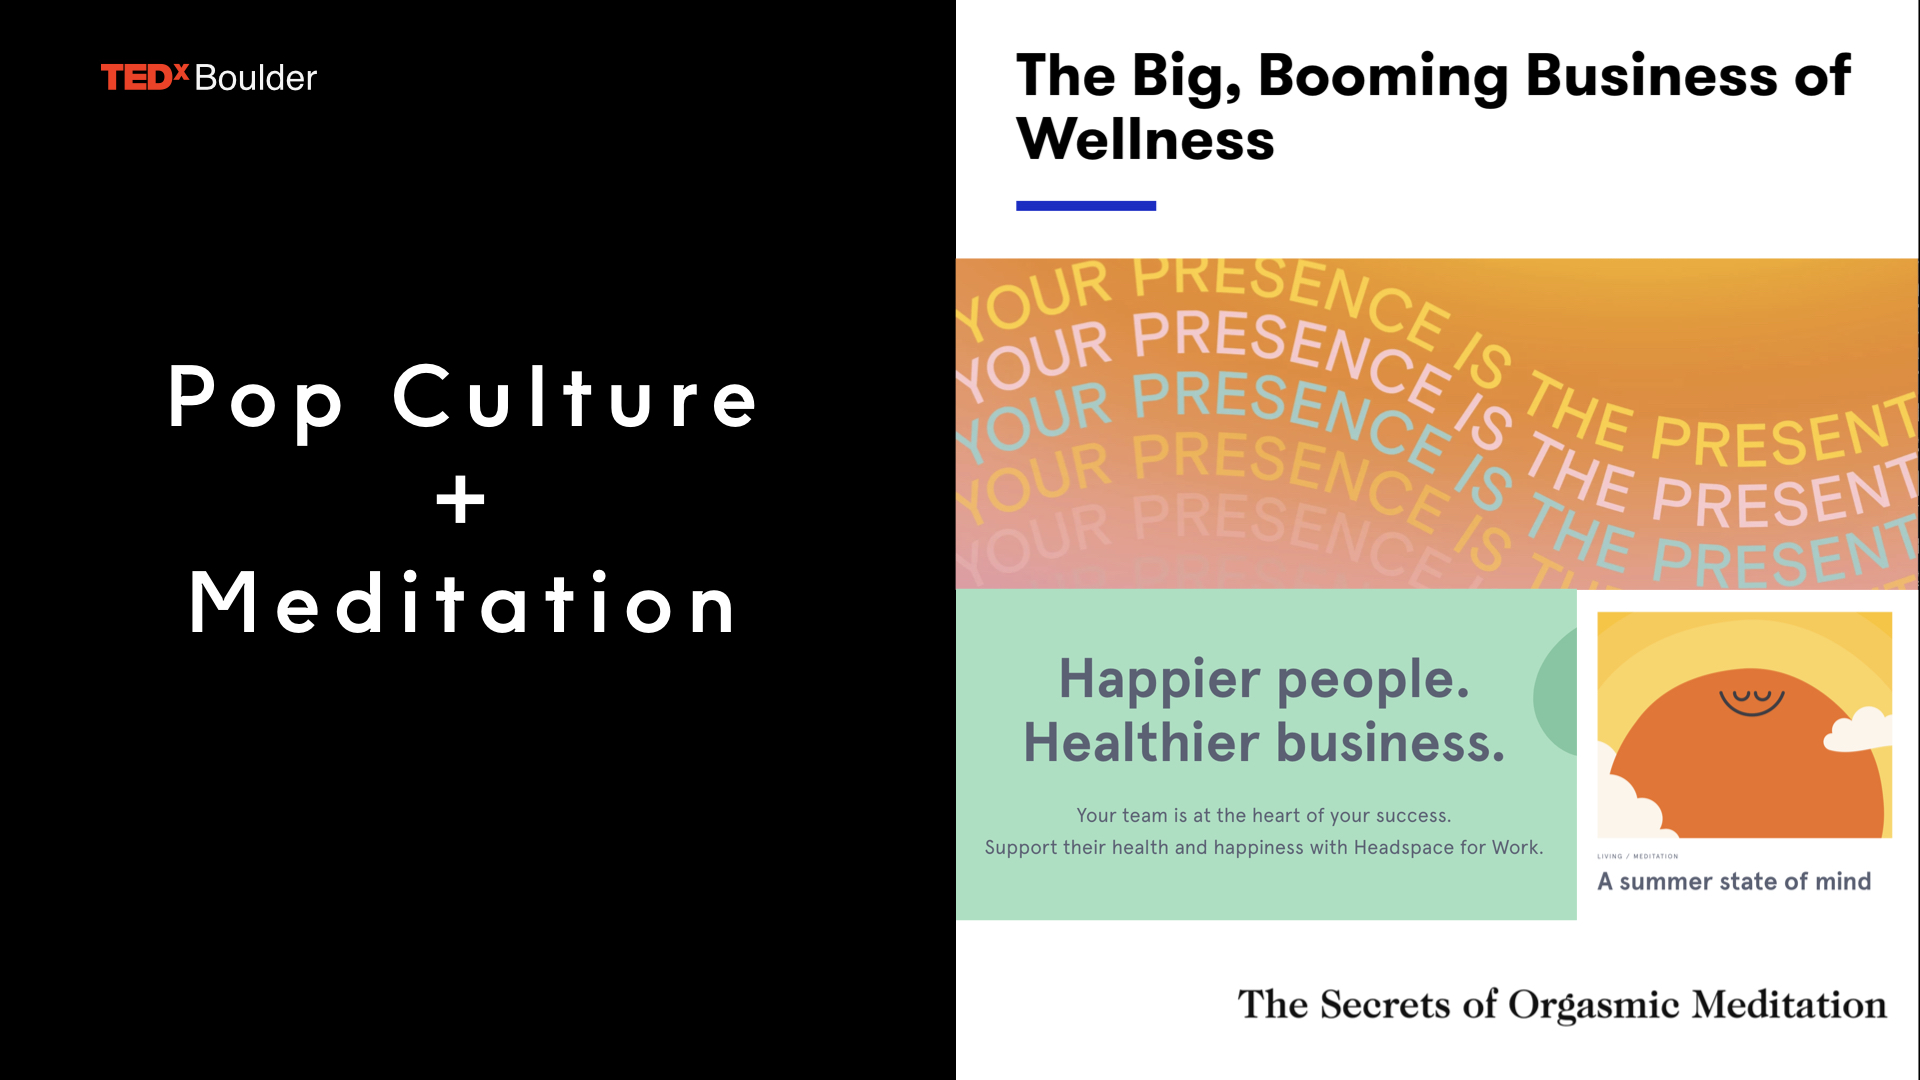 TEDx Boulder
Pop Culture
+
Meditation
The Big, Booming Business of
Wellness
YOUR PRESENCE IS THE PRESENT
YOUR PRESENCE IS THE PRESENT
YOUR PRESENCE IS THE PRESENT
YOUR PRESENCE IS TH
YOUR PRESENCE I
Happier people.
Healthier business.
Your team is at the heart of your success.
Support their health and happiness with Headspace for Work.
LIVING / MEDITATION
A summer state of mind
The Secrets of Orgasmic Meditation